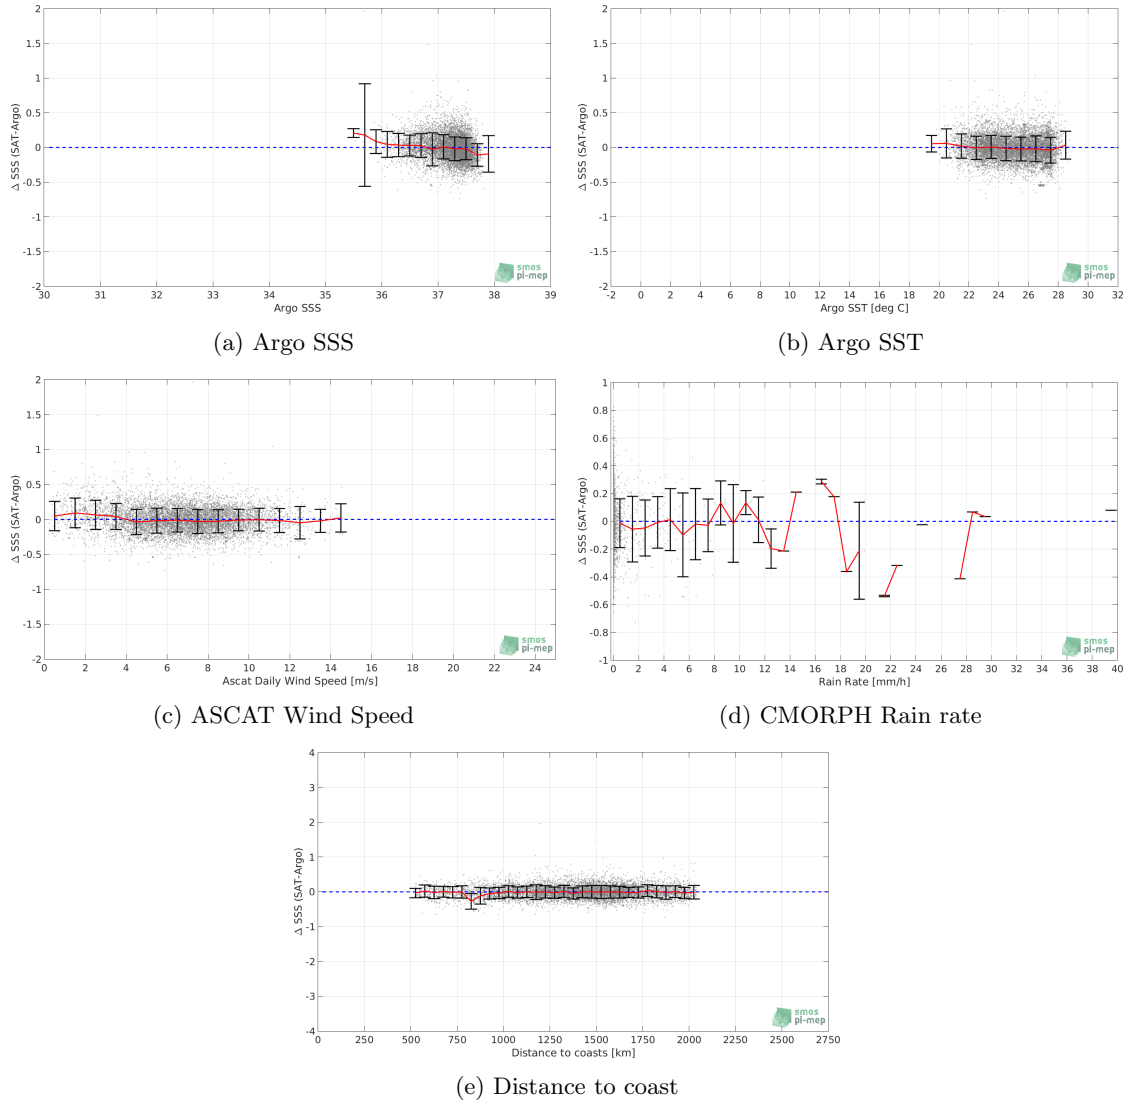 2
1.5
1
0.5
0
-0.5
-1
-1.5
-2
Δ SSS (SAT-Argo)
30 31 32 33 34 35 36 37 38 39
Argo SSS
smos
pi-mep
(a) Argo SSS
2
1.5
1
0.5
0
-0.5
-1
-1.5
-2
Δ SSS (SAT-Argo)
-2 0 2 4 6 8 10 12 14 16 18 20 22 24 26 28 30 32
Argo SST [deg C]
smos
pi-mep
(b) Argo SST
2
1.5
1
0.5
0
-0.5
-1
-1.5
-2
Δ SSS (SAT-Argo)
0 2 4 6 8 10 12 14 16 18 20 22 24
Ascat Daily Wind Speed [m/s]
smos
pi-mep
(c) ASCAT Wind Speed
1
0.8
0.6
0.4
0.2
0
-0.2
-0.4
-0.6
-0.8
-1
Δ SSS (SAT-Argo)
0 2 4 6 8 10 12 14 16 18 20 22 24 26 28 30 32 34 36 38 40
Rain Rate [mm/h]
smos
pi-mep
(d) CMORPH Rain rate
4
3
2
1
0
-1
-2
-3
-4
Δ SSS (SAT-Argo)
0 250 500 750 1000 1250 1500 1750 2000 2250 2500 2750
Distance to coasts [km]
smos
pi-mep
(e) Distance to coast